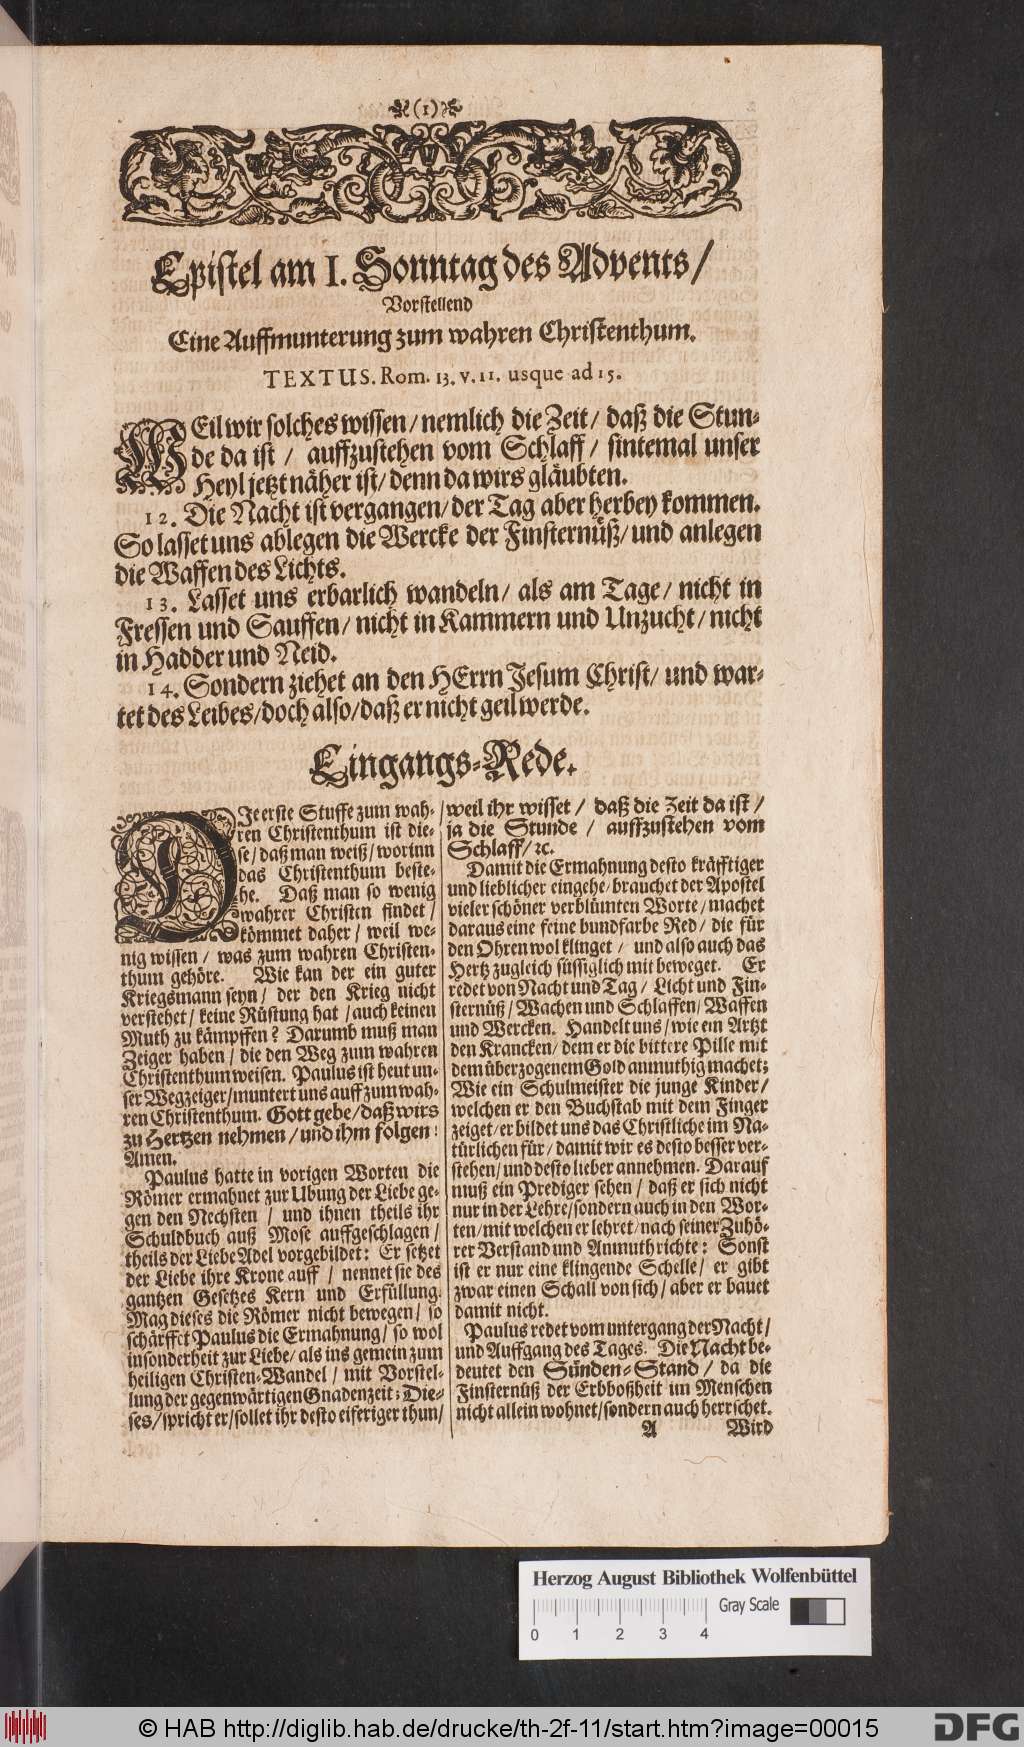 (1)
Epistel am I. Sonntag des Advents/
Vorstellend
Eine Auffmunterung zum wahren Christenthum.
TEXTUS. Rom. 13. v. 11. usque ad 15.
WEil wir solches wissen/ nemlich die Zeit/ daß die Stun-
de da ist / auffzustehen vom Schlaff / sintemal unser
Heyl jetzt näher ist/ denn da wirs gläubten.
12. Die Nacht ist vergangen/ der Tag aber herbey kommen.
So lasset uns ablegen die Wercke der Finsternüß/ und anlegen
die Waffen des Lichts.
13. Lasset uns erbarlich wandeln/ als am Tage/ nicht in
Fressen und Sauffen/ nicht in Kammern und Unzucht/ nicht
in Hadder und Neid.
14. Sondern ziehet an den HErrn Jesum Christ/ und war-
tet des Leibes/ doch also/ daß er nicht geil werde.
Eingangs-Rede.
DIe erste Stuffe zum wah-
ren Christenthum ist die-
se/ daß man weiß/ worinn
das Christenthum beste-
he. Daß man so wenig
wahrer Christen findet/
kömmet daher/ weil we-
nig wissen/ was zum wahren Christen-
thum gehöre. Wie kan der ein guter
Kriegsmann seyn/ der den Krieg nicht
verstehet/ keine Rüstung hat / auch keinen
Muth zu kämpffen? Darumb muß man
Zeiger haben/ die den Weg zum wahren
Christenthum weisen. Paulus ist heut un-
ser Wegzeiger/ muntert uns auff zum wah-
ren Christenthum. Gott gebe/ daß wirs
zu Hertzen nehmen/ und ihm folgen!
Amen.
Paulus hatte in vorigen Worten die
Römer ermahnet zur Ubung der Liebe ge-
gen den Nechsten / und ihnen theils ihr
Schuldbuch auß Mose auffgeschlagen/
theils der Liebe Adel vorgebildet: Er setzet
der Liebe ihre Krone auff / nennet sie des
gantzen Gesetzes Kern und Erfüllung.
Mag dieses die Römer nicht bewegen/ so
schärffet Paulus die Ermahnung/ so wol
insonderheit zur Liebe/ als ins gemein zum
heiligen Christen-Wandel / mit Vorstel-
lung der gegenwärtigen Gnadenzeit: Die-
ses/ spricht er/ sollet ihr desto eiferiger thun/
weil ihr wisset / daß die Zeit da ist /
ja die Stunde / auffzustehen vom
Schlaff/ ꝛc.
Damit die Ermahnung desto kräfftiger
und lieblicher eingehe/ brauchet der Apostel
vieler schöner verblümten Worte/ machet
daraus eine feine bundfarbe Red/ die für
den Ohren wol klinget / und also auch das
Hertz zugleich süssiglich mit beweget. Er
redet von Nacht und Tag/ Licht und Fin-
sternüß/ Wachen und Schlaffen/ Waffen
und Wercken. Handelt uns/ wie ein Artzt
den Krancken/ dem er die bittere Pille mit
dem überzogenem Gold anmuthig machet;
Wie ein Schulmeister die junge Kinder/
welchen er den Buchstab mit dem Finger
zeiget/ er bildet uns das Christliche im Na-
türlichen für/ damit wir es desto besser ver-
stehen/ und desto lieber annehmen. Darauf
muß ein Prediger sehen/ daß er sich nicht
nur in der Lehre/ sondern auch in den Wor-
ten/ mit welchen er lehret/ nach seiner Zuhö-
rer Verstand und Anmuth richte: Sonst
ist er nur eine klingende Schelle/ er gibt
zwar einen Schall von sich/ aber er bauet
damit nicht.
Paulus redet vom untergang der Nacht/
und Auffgang des Tages. Die Nacht be-
deutet den Sünden-Stand/ da die
Finsternüß der Erbboßheit im Menschen
nicht allein wohnet/ sondern auch herrschet.
A Wird
Herzog August Bibliothek Wolfenbüttel
Gray Scale
0 1 2 3 4
© HAB http://diglib.hab.de/drucke/th-2f-11/start.htm?image=00015
DFG